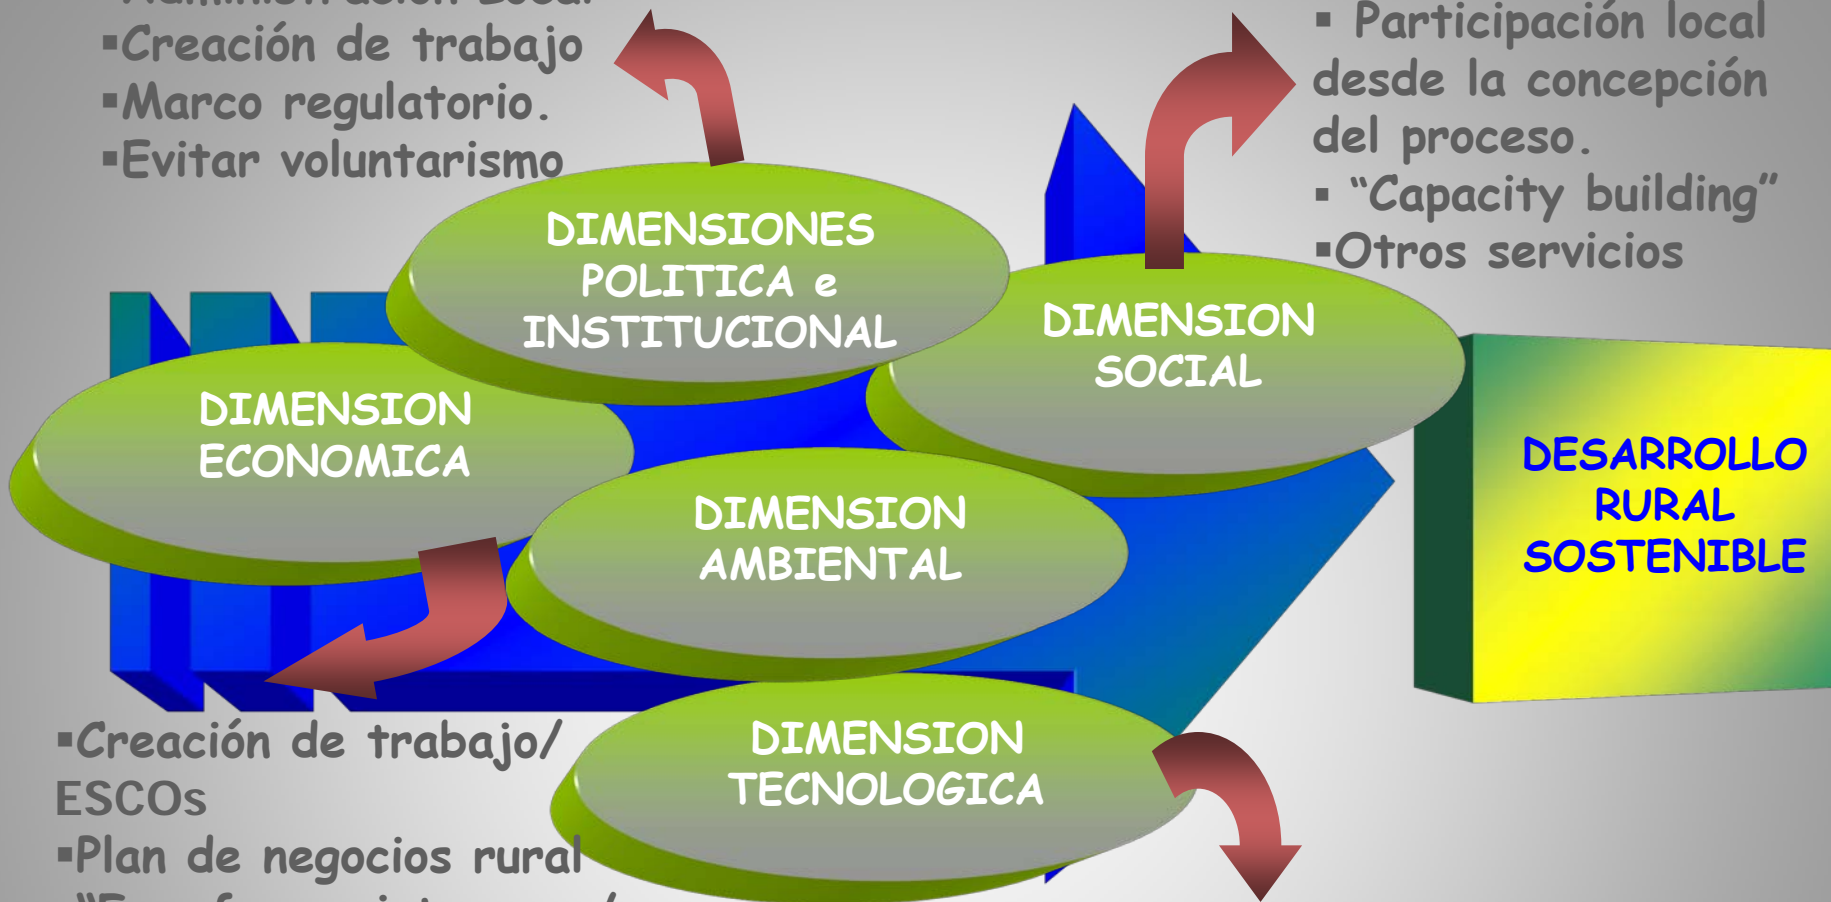 Administración Local
▪Creación de trabajo
▪Marco regulatorio.
▪Evitar voluntarismo
▪ Participación local
desde la concepción
del proceso.
▪ “Capacity building”
▪Otros servicios
DIMENSIONES
POLITICA e
INSTITUCIONAL
DIMENSION
SOCIAL
DIMENSION
ECONOMICA
DIMENSION
AMBIENTAL
DESARROLLO
RURAL
SOSTENIBLE
DIMENSION
TECNOLOGICA
▪Creación de trabajo/
ESCOs
▪Plan de negocios rural